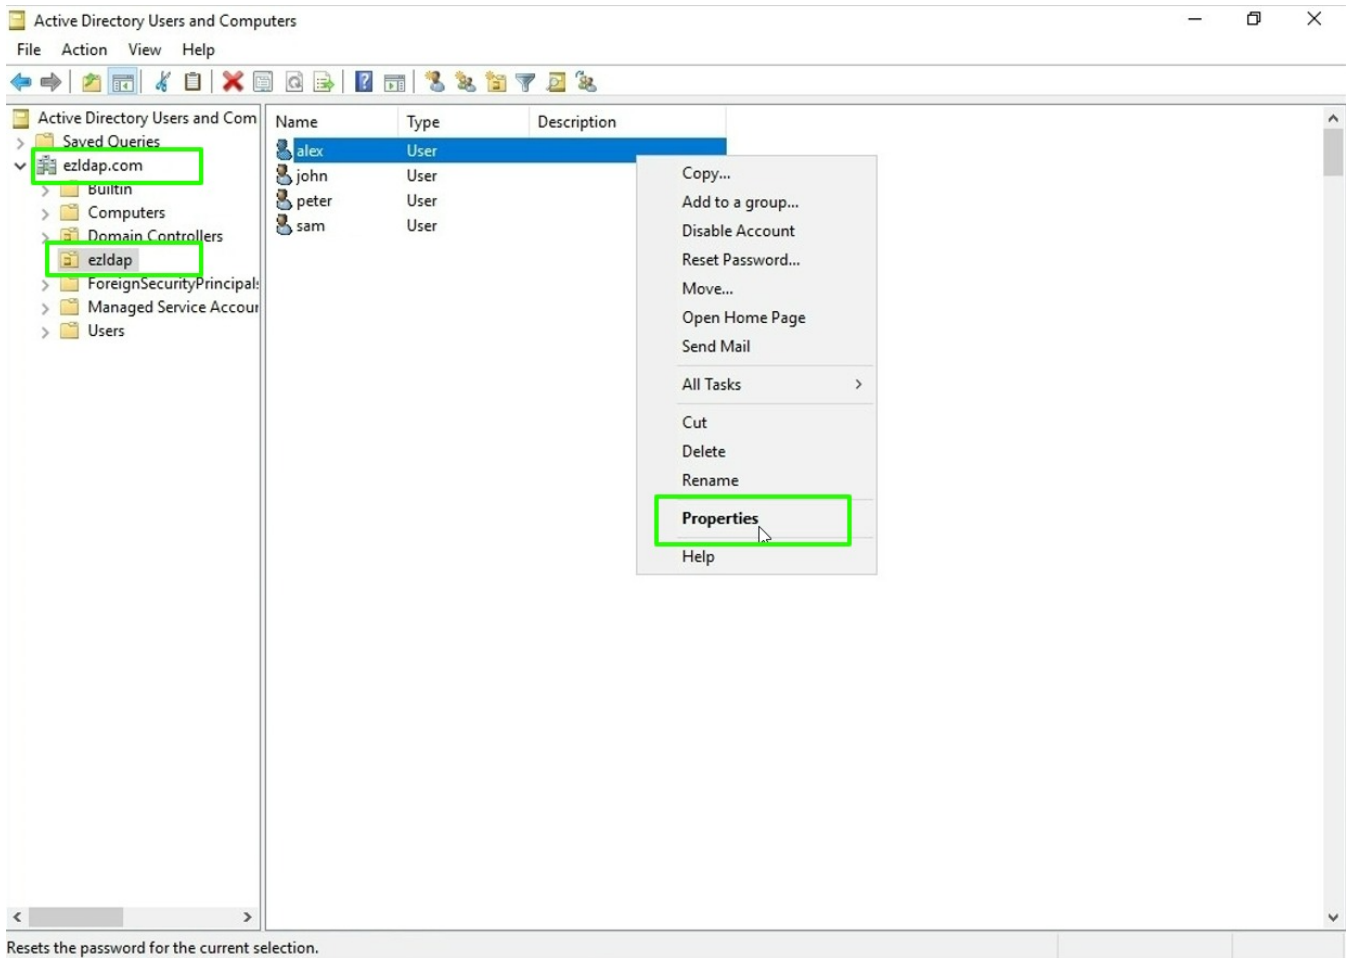 Active Directory Users and Computers
File Action View Help
Active Directory Users and Com
Saved Queries
ezldap.com
Builtin
Computers
Domain Controllers
ezldap
ForeignSecurityPrincipals
Managed Service Accour
Users
Name Type Description
alex User
john User
peter User
sam User
Copy...
Add to a group...
Disable Account
Reset Password...
Move...
Open Home Page
Send Mail
All Tasks
Cut
Delete
Rename
Properties
Help
Resets the password for the current selection.